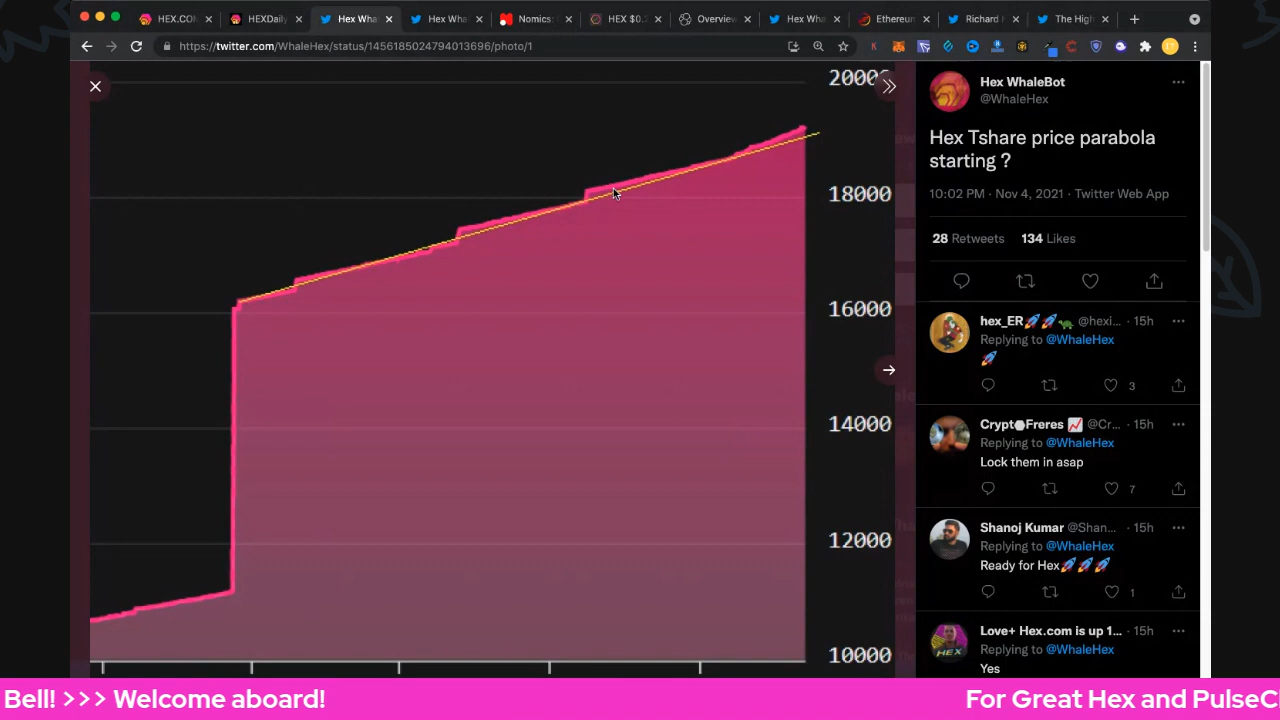 HEX.COM
HEXDaily
Hex Wha
Hex Wha
Nomics:
HEX $0.
Overview
Hex Wha
Ethereum
Richard
The High
https://twitter.com/WhaleHex/status/1456185024794013696/photo/1
20000
18000
16000
14000
12000
10000
Hex WhaleBot
@WhaleHex
Hex Tshare price parabola
starting ?
10:02 PM · Nov 4, 2021 · Twitter Web App
28 Retweets 134 Likes
hex_ER🚀🚀🐢 @hexi... · 15h
Replying to @WhaleHex
🚀
3
Crypt⬣Freres 📈 @Cr... · 15h
Replying to @WhaleHex
Lock them in asap
7
Shanoj Kumar @Shan... · 15h
Replying to @WhaleHex
Ready for Hex🚀🚀🚀
1
Love+ Hex.com is up 1... · 15h
Replying to @WhaleHex
Yes
Bell! >>> Welcome aboard!
For Great Hex and PulseC